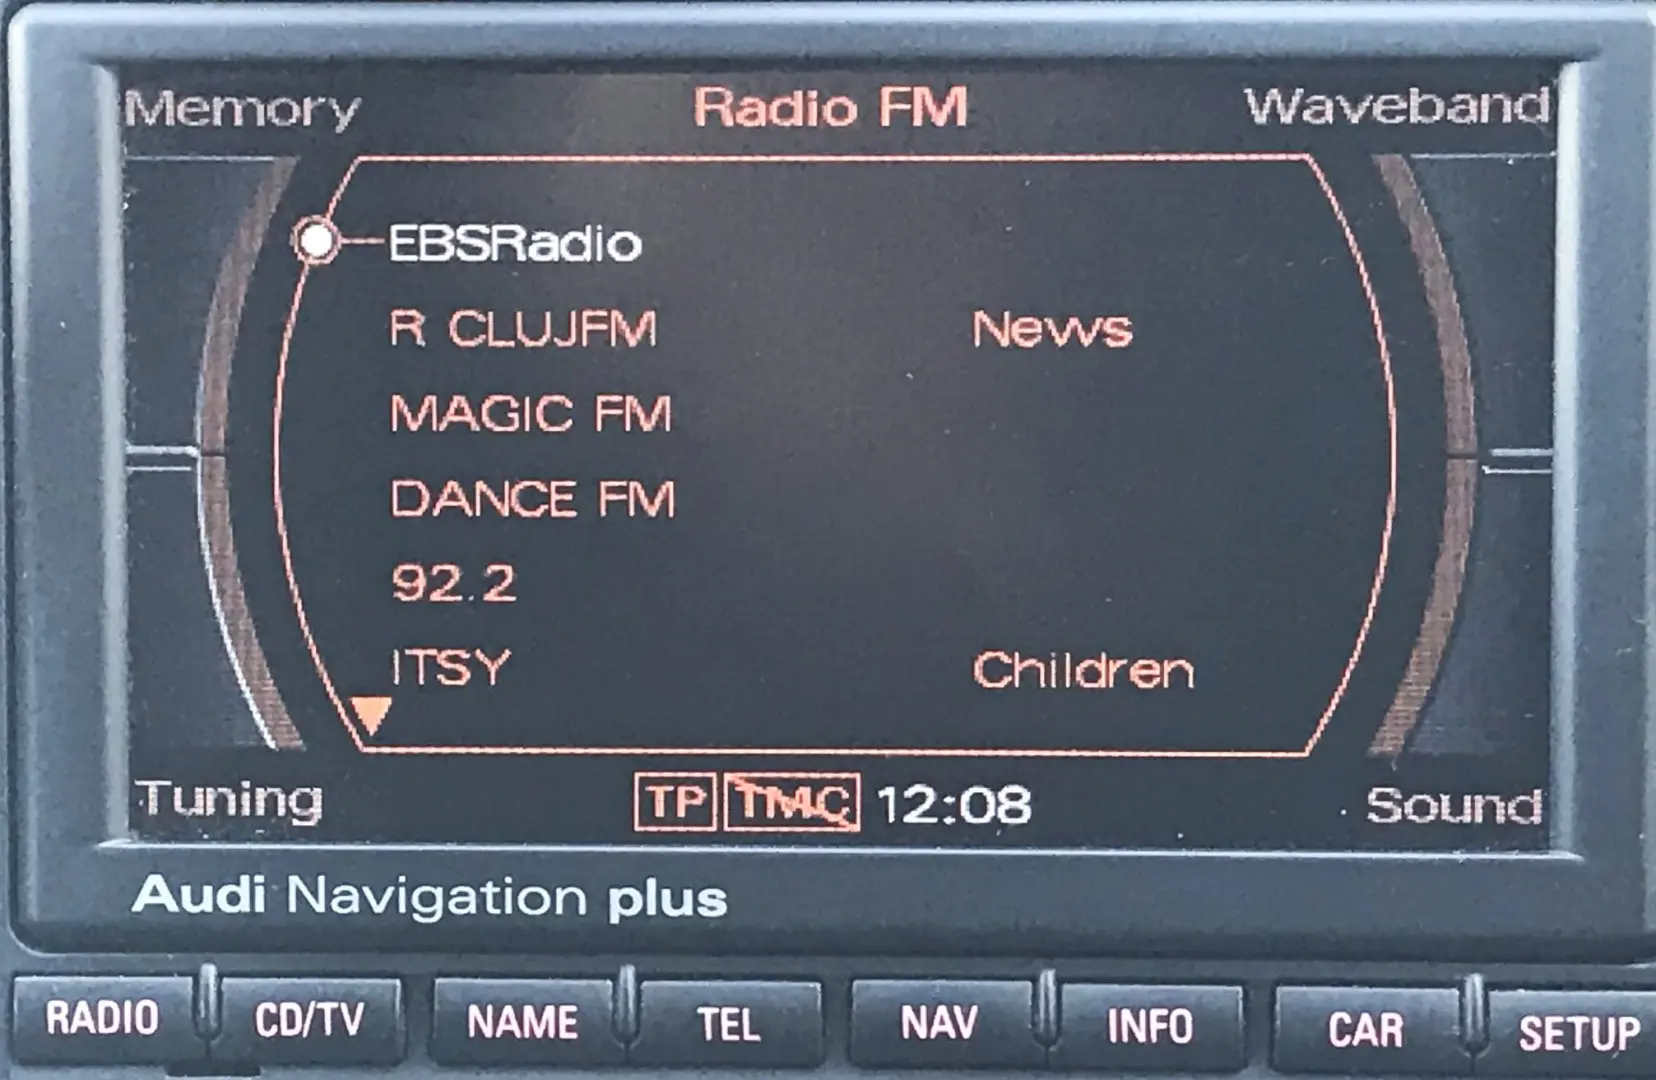 Memory Radio FM Waveband
EBSRadio
R CLUJFM News
MAGIC FM
DANCE FM
92.2
ITSY Children
Tuning TP TMC 12:08 Sound
Audi Navigation plus
RADIO CD/TV NAME TEL NAV INFO CAR SETUP